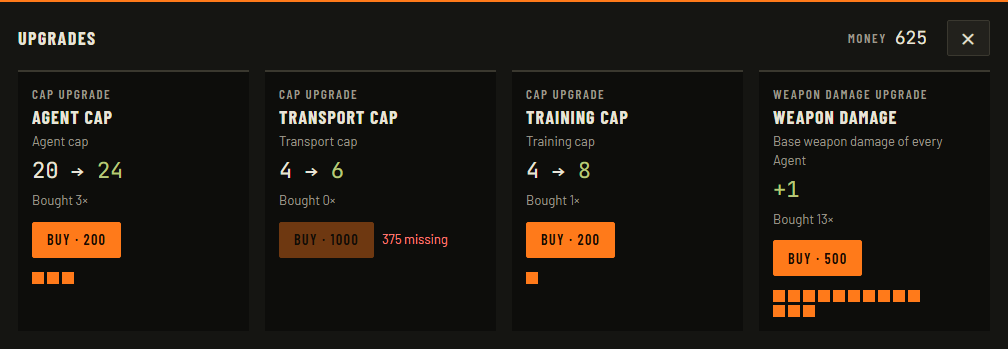 UPGRADES
MONEY 625 ×
CAP UPGRADE
AGENT CAP
Agent cap
20 → 24
Bought 3×
BUY · 200
CAP UPGRADE
TRANSPORT CAP
Transport cap
4 → 6
Bought 0×
BUY · 1000 375 missing
CAP UPGRADE
TRAINING CAP
Training cap
4 → 8
Bought 1×
BUY · 200
WEAPON DAMAGE UPGRADE
WEAPON DAMAGE
Base weapon damage of every
Agent
+1
Bought 13×
BUY · 500